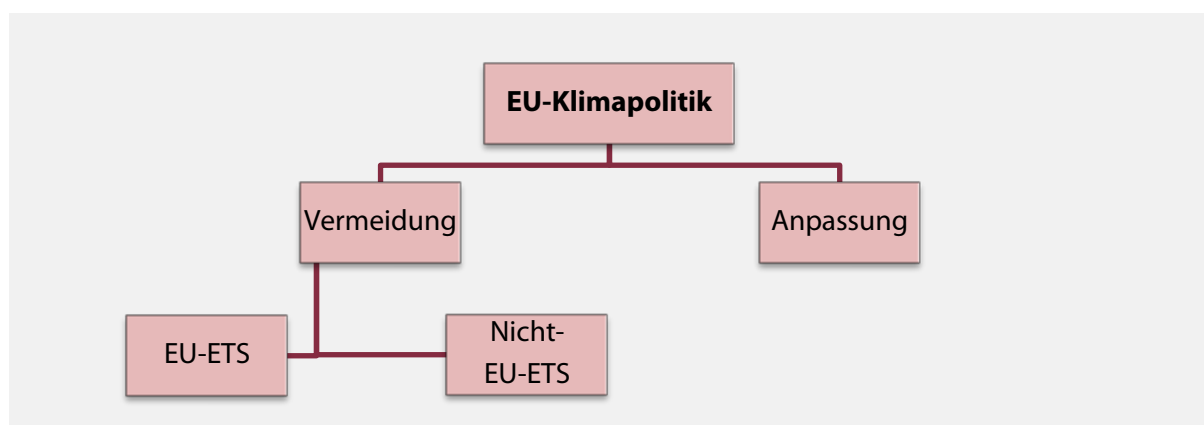 EU-Klimapolitik
Vermeidung
Anpassung
EU-ETS
Nicht-
EU-ETS